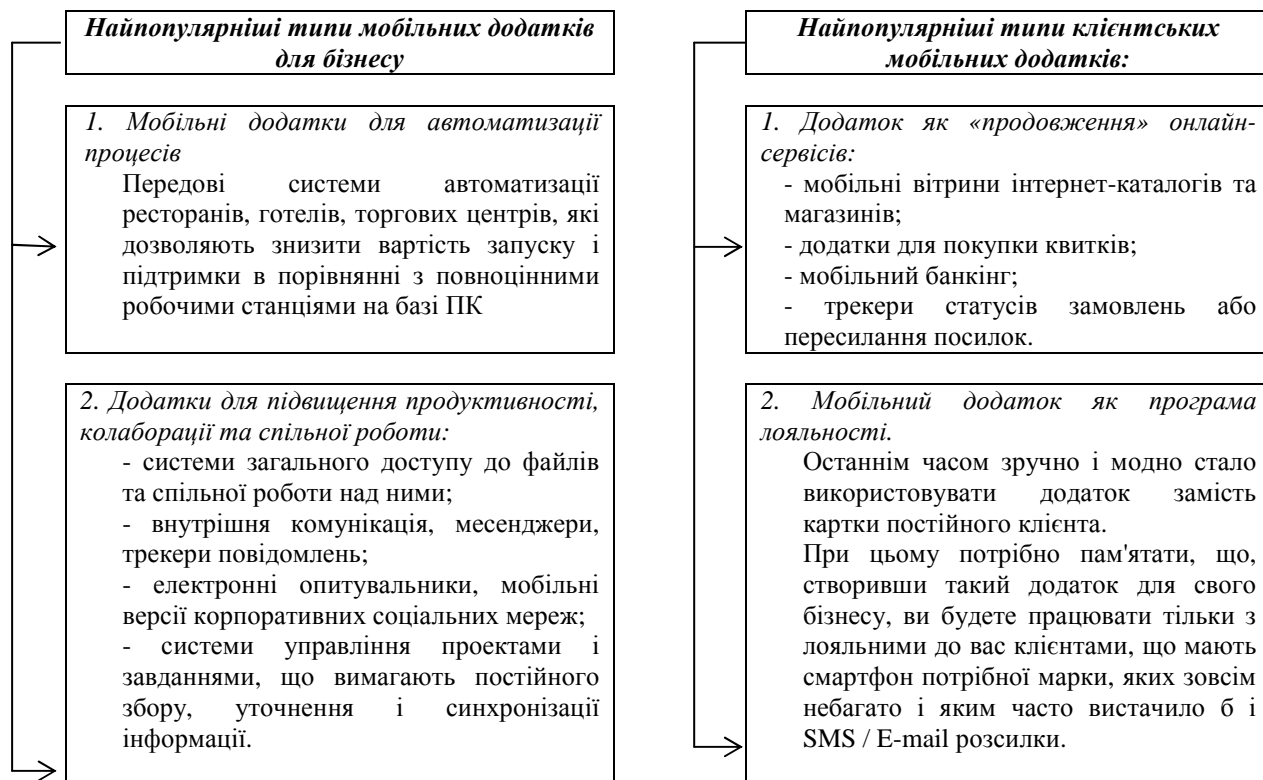 Найпопулярніші типи мобільних додатків
для бізнесу
1. Мобільні додатки для автоматизації
процесів
Передові системи автоматизації
ресторанів, готелів, торгових центрів, які
дозволяють знизити вартість запуску і
підтримки в порівнянні з повноцінними
робочими станціями на базі ПК
2. Додатки для підвищення продуктивності,
колаборації та спільної роботи:
- системи загального доступу до файлів
та спільної роботи над ними;
- внутрішня комунікація, месенджери,
трекери повідомлень;
- електронні опитувальники, мобільні
версії корпоративних соціальних мереж;
- системи управління проектами і
завданнями, що вимагають постійного
збору, уточнення і синхронізації
інформації.
Найпопулярніші типи клієнтських
мобільних додатків:
1. Додаток як «продовження» онлайн-
сервісів:
- мобільні вітрини інтернет-каталогів та
магазинів;
- додатки для покупки квитків;
- мобільний банкінг;
- трекери статусів замовлень або
пересилання посилок.
2. Мобільний додаток як програма
лояльності.
Останнім часом зручно і модно стало
використовувати додаток замість
картки постійного клієнта.
При цьому потрібно пам'ятати, що,
створивши такий додаток для свого
бізнесу, ви будете працювати тільки з
лояльними до вас клієнтами, що мають
смартфон потрібної марки, яких зовсім
небагато і яким часто вистачило б і
SMS / E-mail розсилки.